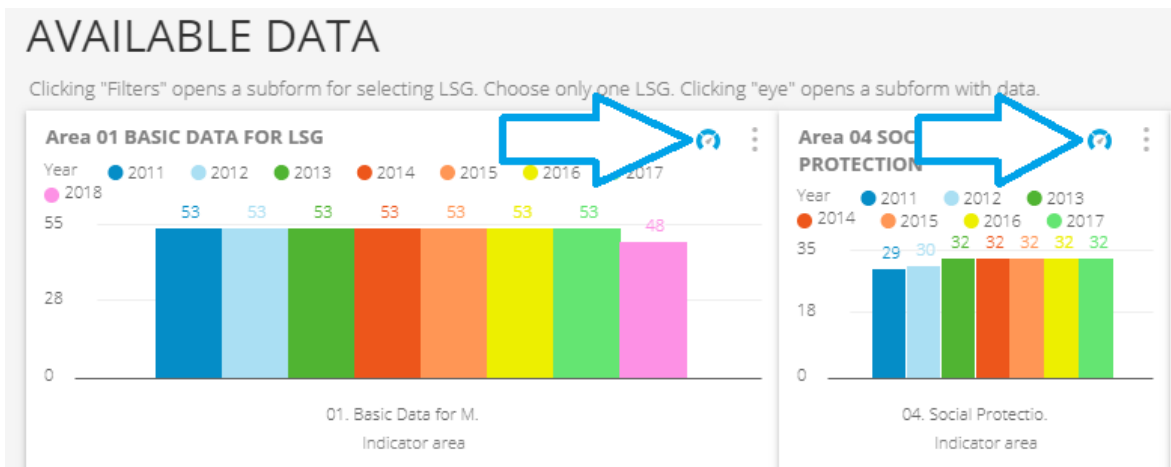 AVAILABLE DATA
Clicking "Filters" opens a subform for selecting LSG. Choose only one LSG. Clicking "eye" opens a subform with data.
Area 01 BASIC DATA FOR LSG
Year 2011 2012 2013 2014 2015 2016 2017
2018
53 53 53 53 53 53 53 48
55
28
0
01. Basic Data for M.
Indicator area
Area 04 SOC
PROTECTION
Year 2011 2012 2013
2014 2015 2016 2017
29 30 32 32 32 32 32
35
18
0
04. Social Protectio.
Indicator area